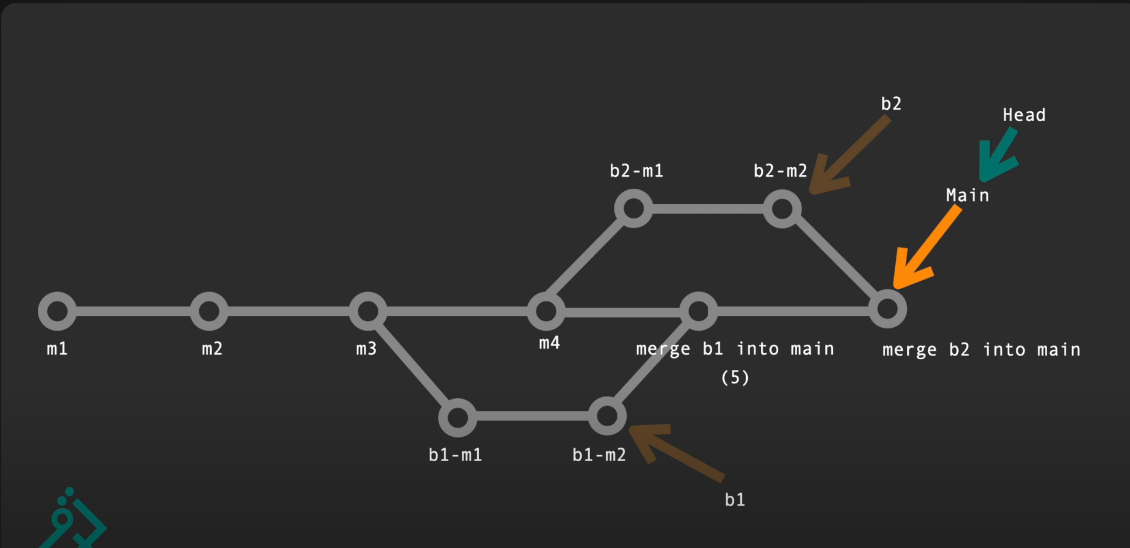 b2
Head
b2-m1
b2-m2
Main
m1
m2
m3
m4
merge b1 into main
(5)
merge b2 into main
b1-m1
b1-m2
b1